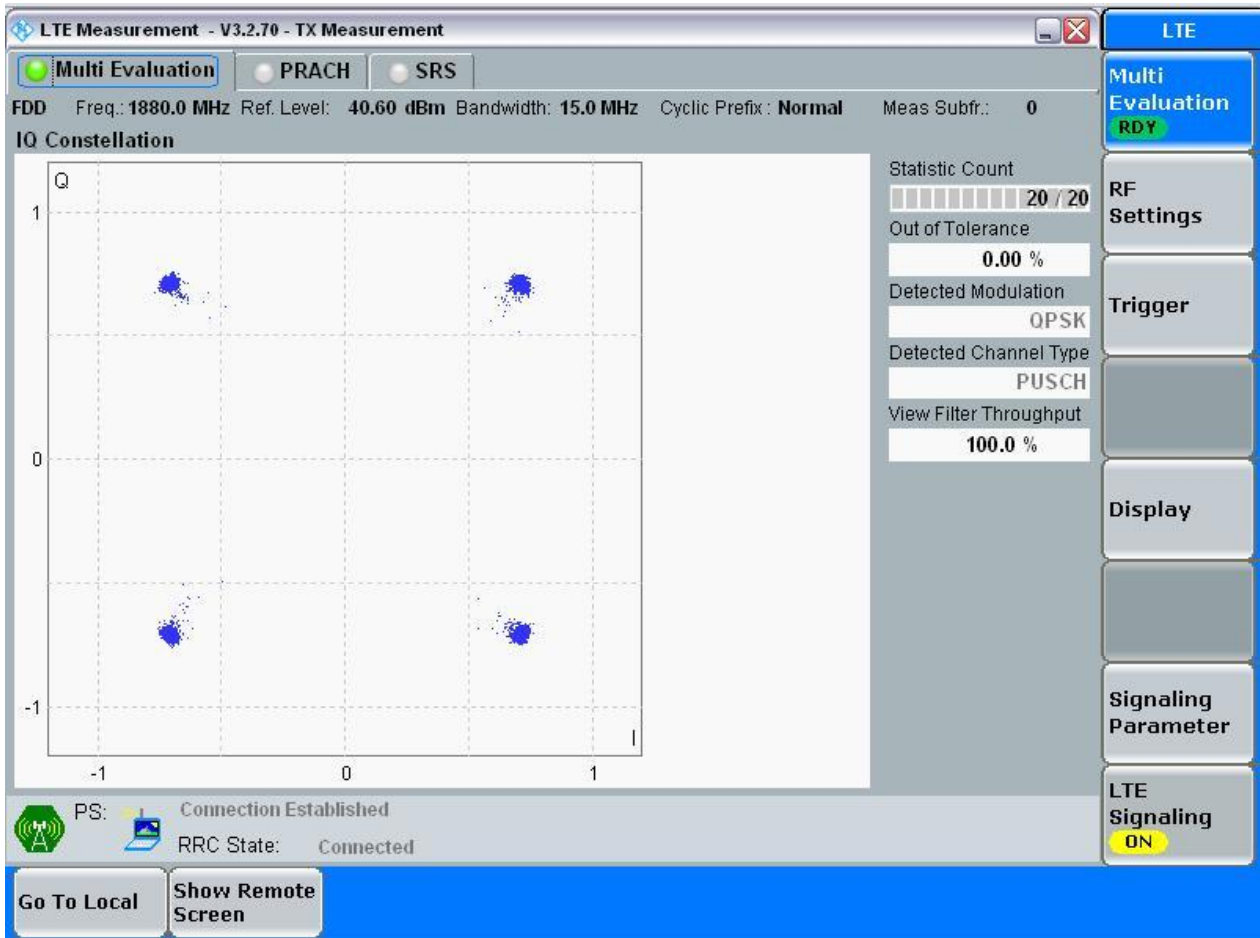 LTE Measurement - V3.2.70 - TX Measurement
LTE
Multi Evaluation PRACH SRS
Multi
Evaluation
RDY
FDD Freq.: 1880.0 MHz Ref. Level: 40.60 dBm Bandwidth: 15.0 MHz Cyclic Prefix : Normal Meas Subfr.: 0
IQ Constellation
Q
1
0
-1
I
-1 0 1
Statistic Count
20 / 20
Out of Tolerance
0.00 %
Detected Modulation
QPSK
Detected Channel Type
PUSCH
View Filter Throughput
100.0 %
RF
Settings
Trigger
Display
Signaling
Parameter
LTE
Signaling
ON
PS: Connection Established
RRC State: Connected
Go To Local
Show Remote
Screen